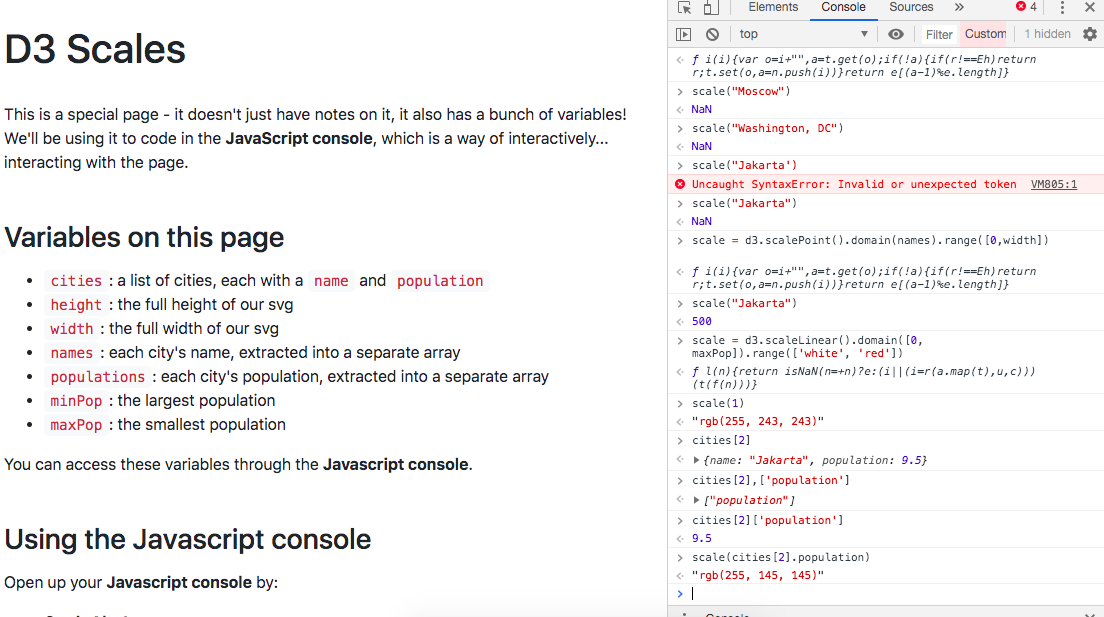 D3 Scales
This is a special page - it doesn't just have notes on it, it also has a bunch of variables!
We'll be using it to code in the JavaScript console, which is a way of interactively...
interacting with the page.
Variables on this page
• cities : a list of cities, each with a name and population
• height : the full height of our svg
• width : the full width of our svg
• names : each city's name, extracted into a separate array
• populations : each city's population, extracted into a separate array
• minPop : the largest population
• maxPop : the smallest population
You can access these variables through the Javascript console.
Using the Javascript console
Open up your Javascript console by:
Elements Console Sources » 4
top Filter Custom 1 hidden
ƒ i(i){var o=i+"",a=t.get(o);if(!a){if(r!==Eh)return
r;t.set(o,a=n.push(i))}return e[(a-1)%e.length]}
scale("Moscow")
NaN
scale("Washington, DC")
NaN
scale("Jakarta')
Uncaught SyntaxError: Invalid or unexpected token VM805:1
scale("Jakarta")
NaN
scale = d3.scalePoint().domain(names).range([0,width])
ƒ i(i){var o=i+"",a=t.get(o);if(!a){if(r!==Eh)return
r;t.set(o,a=n.push(i))}return e[(a-1)%e.length]}
scale("Jakarta")
500
scale = d3.scaleLinear().domain([0,
maxPop]).range(['white', 'red'])
ƒ l(n){return isNaN(n=+n)?e:(i||(i=r(a.map(t),u,c)))
(t(f(n)))}
scale(1)
"rgb(255, 243, 243)"
cities[2]
{name: "Jakarta", population: 9.5}
cities[2],['population']
["population"]
cities[2]['population']
9.5
scale(cities[2].population)
"rgb(255, 145, 145)"
Console